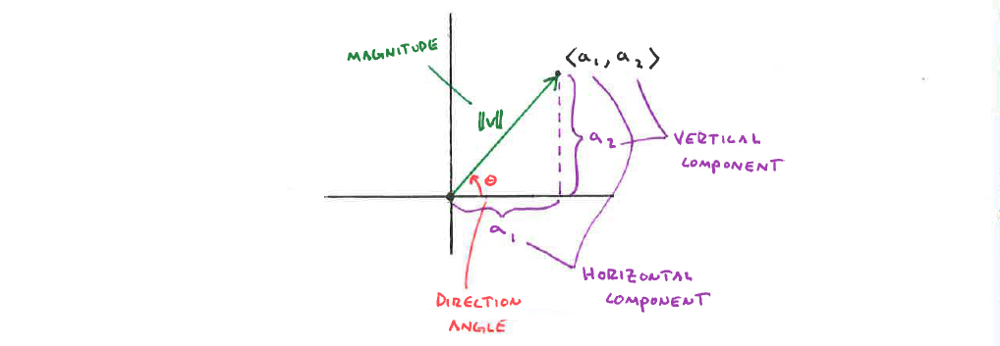 MAGNITUDE
⟨a₁, a₂⟩
‖v‖
θ
a₂
VERTICAL
COMPONENT
a₁
HORIZONTAL
COMPONENT
DIRECTION
ANGLE